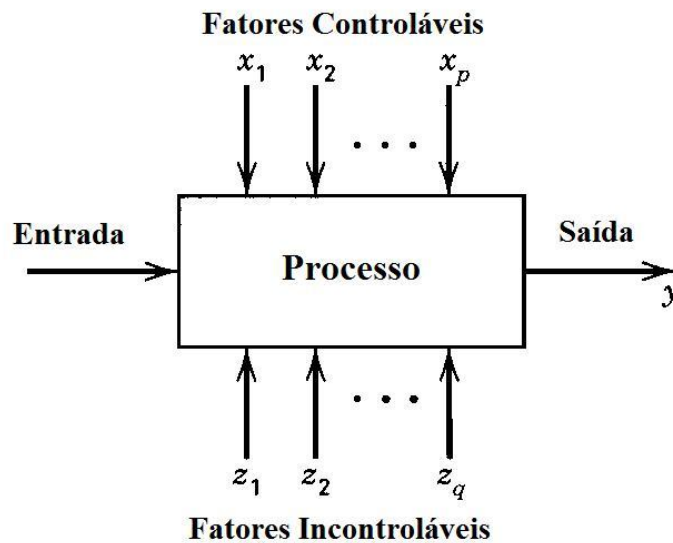 Fatores Controláveis
x₁ x₂ . . . xₚ
Entrada
Processo
Saída
y
z₁ z₂ . . . z_q
Fatores Incontroláveis